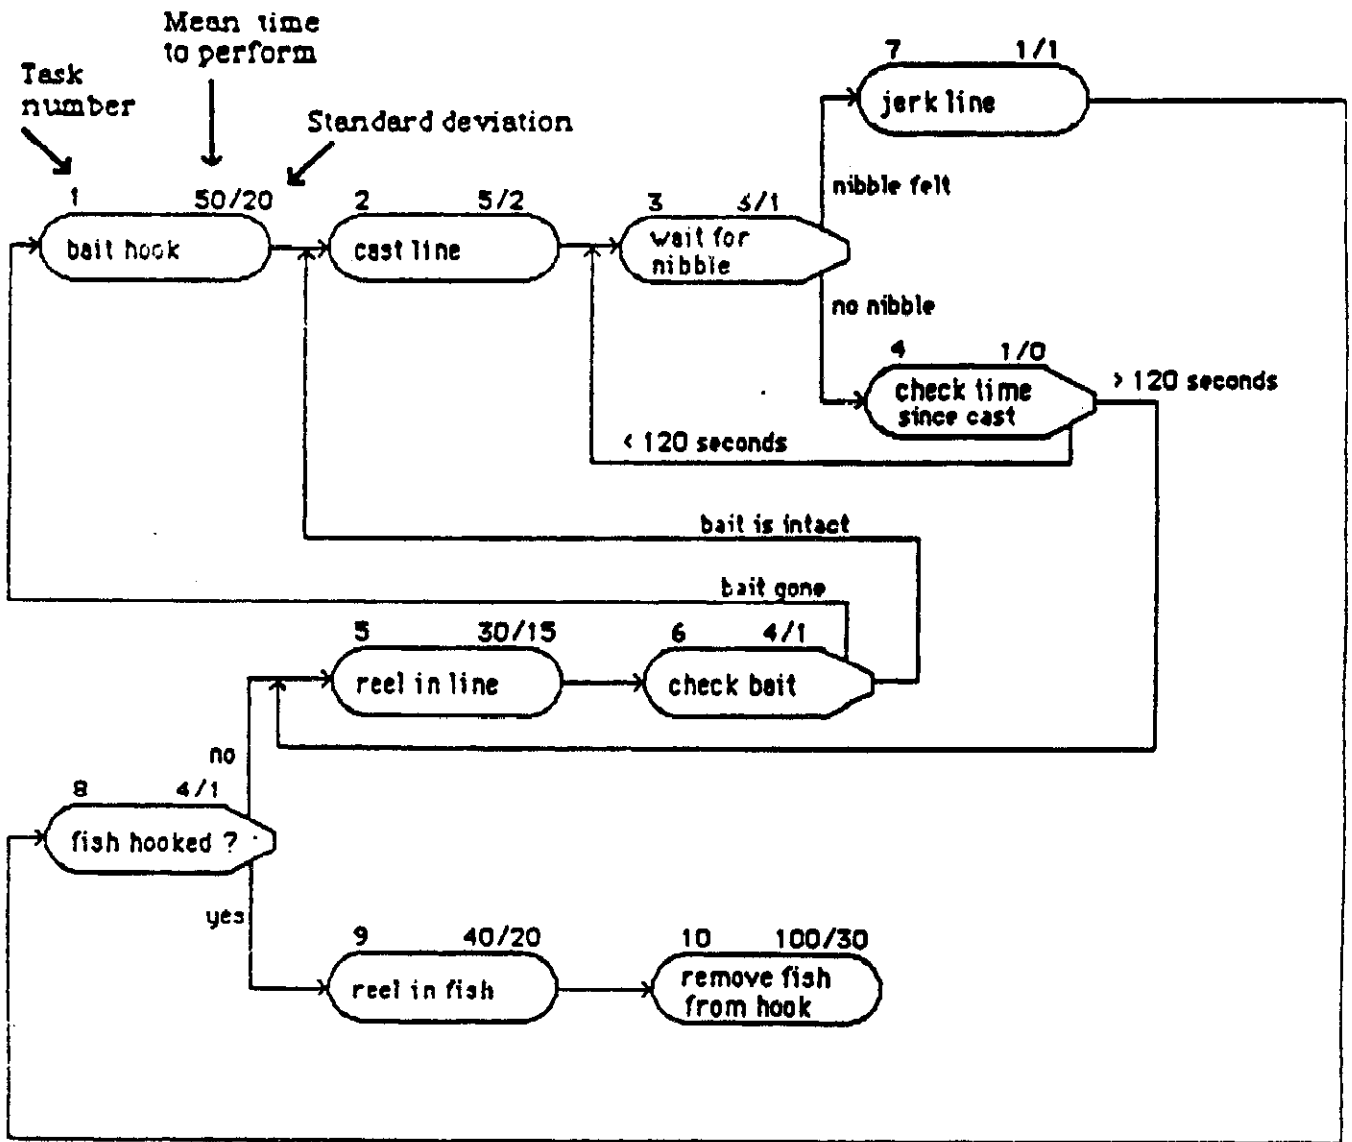 Mean time
to perform
Task
number
Standard deviation
7 1/1
jerk line
nibble felt
1 50/20
bait hook
2 5/2
cast line
3 3/1
wait for
nibble
no nibble
4 1/0
check time
since cast
> 120 seconds
< 120 seconds
bait is intact
bait gone
5 30/15
reel in line
6 4/1
check bait
no
8 4/1
fish hooked ?
yes
9 40/20
reel in fish
10 100/30
remove fish
from hook